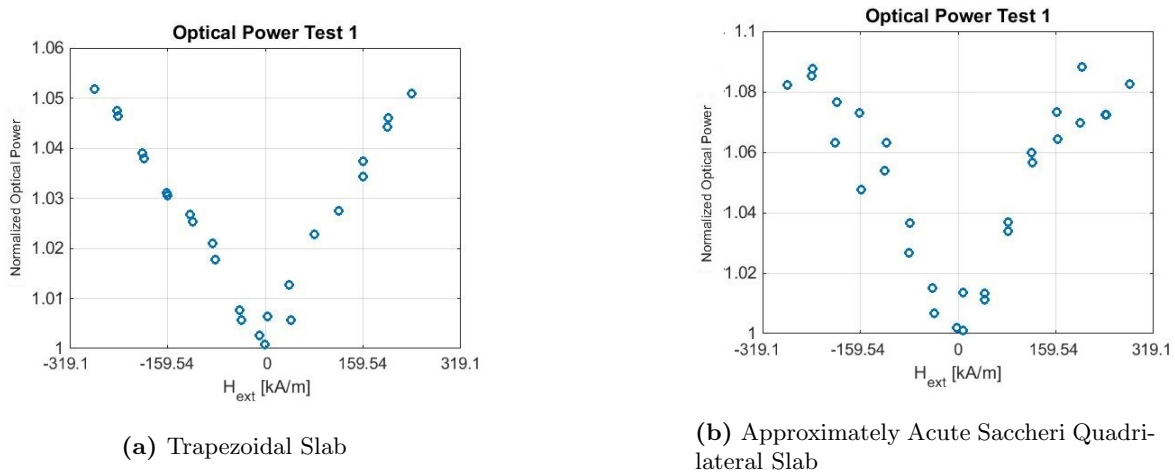 Optical Power Test 1
1.06
1.05
1.04
1.03
1.02
1.01
1
Normalized Optical Power
-319.1
-159.54
0
159.54
319.1
H_ext [kA/m]
(a) Trapezoidal Slab
Optical Power Test 1
1.1
1.08
1.06
1.04
1.02
1
Normalized Optical Power
-319.1
-159.54
0
159.54
319.1
H_ext [kA/m]
(b) Approximately Acute Saccheri Quadri-
lateral Slab